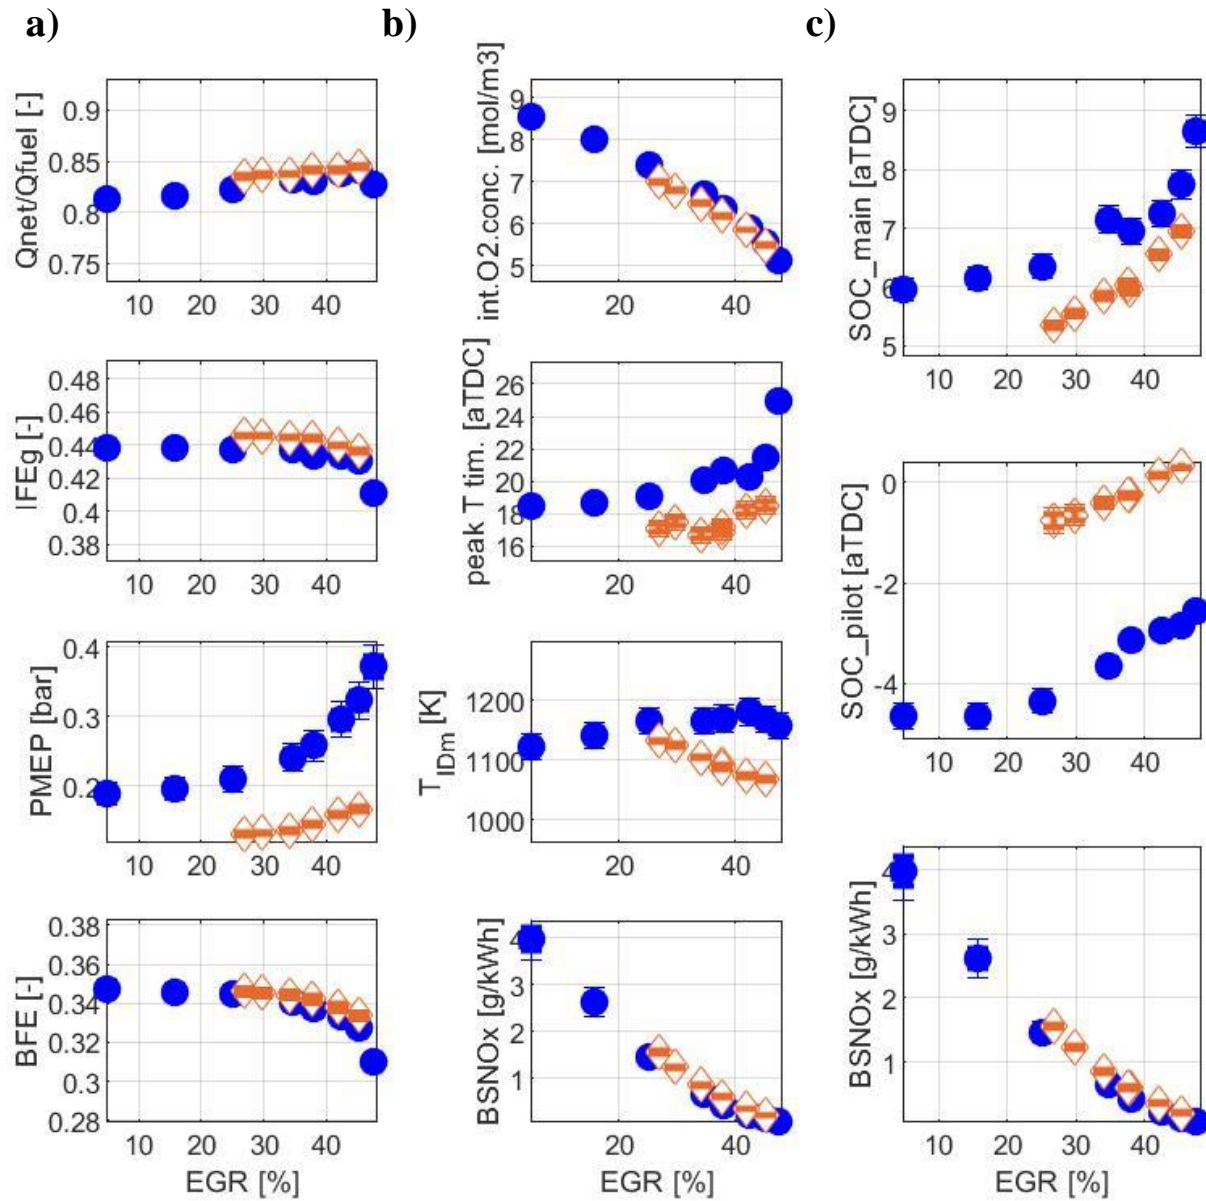 a)
b)
c)
Qnet/Qfuel [-]
0.9
0.85
0.8
0.75
10 20 30 40
IFEg [-]
0.48
0.46
0.44
0.42
0.4
0.38
10 20 30 40
PMEP [bar]
0.4
0.3
0.2
10 20 30 40
BFE [-]
0.38
0.36
0.34
0.32
0.3
0.28
10 20 30 40
EGR [%]
int.O2.conc. [mol/m3]
9
8
7
6
5
20 40
peak T tim. [aTDC]
26
24
22
20
18
16
20 40
T_IDm [K]
1200
1100
1000
20 40
BSNOx [g/kWh]
4
3
2
1
20 40
EGR [%]
SOC_main [aTDC]
9
8
7
6
5
10 20 30 40
SOC_pilot [aTDC]
0
-2
-4
10 20 30 40
BSNOx [g/kWh]
4
3
2
1
10 20 30 40
EGR [%]